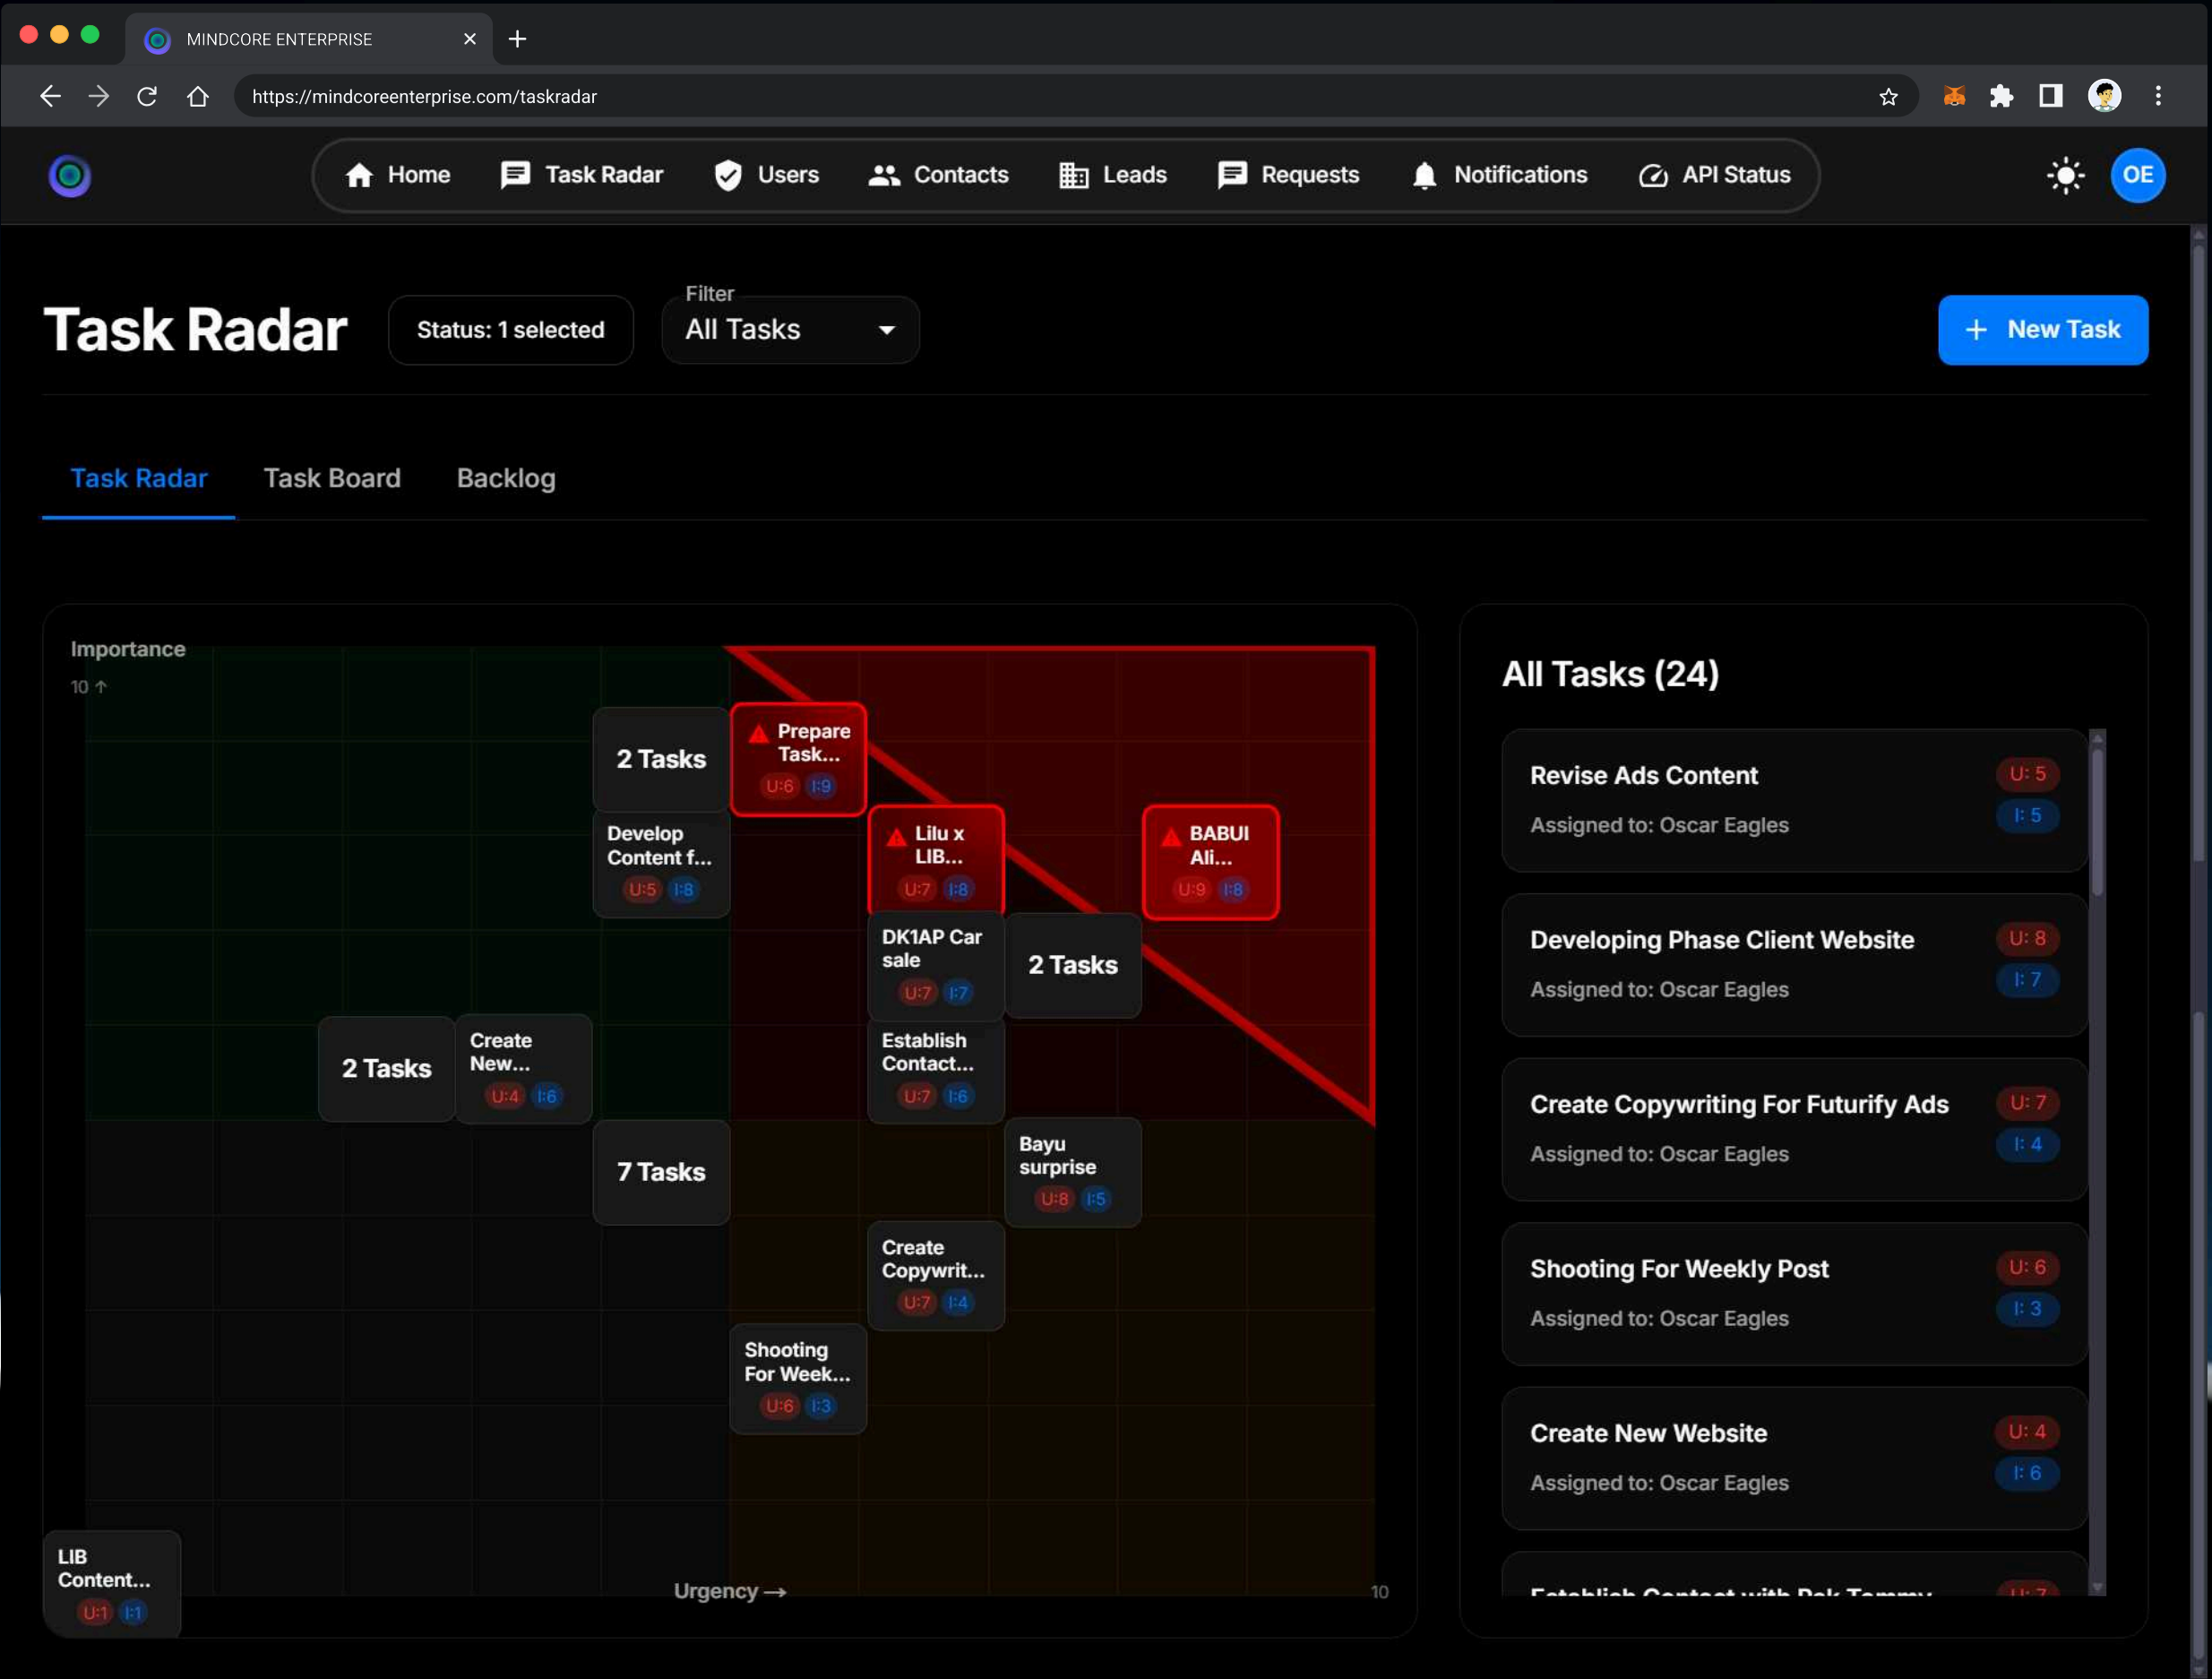 MINDCORE ENTERPRISE
https://mindcoreenterprise.com/taskradar
Home
Task Radar
Users
Contacts
Leads
Requests
Notifications
API Status
OE
Task Radar
Status: 1 selected
Filter
All Tasks
+ New Task
Task Radar
Task Board
Backlog
Importance
10 ↑
2 Tasks
Prepare
Task...
U:6 I:9
Develop
Content f...
U:5 I:8
Lilu x
LIB...
U:7 I:8
BABUI
Ali...
U:9 I:8
DK1AP Car
sale
U:7 I:7
2 Tasks
2 Tasks
Create
New...
U:4 I:6
Establish
Contact...
U:7 I:6
7 Tasks
Bayu
surprise
U:8 I:5
Create
Copywrit...
U:7 I:4
Shooting
For Week...
U:6 I:3
LIB
Content...
U:1 I:1
Urgency →
10
All Tasks (24)
Revise Ads Content
U: 5
Assigned to: Oscar Eagles
I: 5
Developing Phase Client Website
U: 8
Assigned to: Oscar Eagles
I: 7
Create Copywriting For Futurify Ads
U: 7
Assigned to: Oscar Eagles
I: 4
Shooting For Weekly Post
U: 6
Assigned to: Oscar Eagles
I: 3
Create New Website
U: 4
Assigned to: Oscar Eagles
I: 6
Establish Contact with Pak Tommy
U: 7